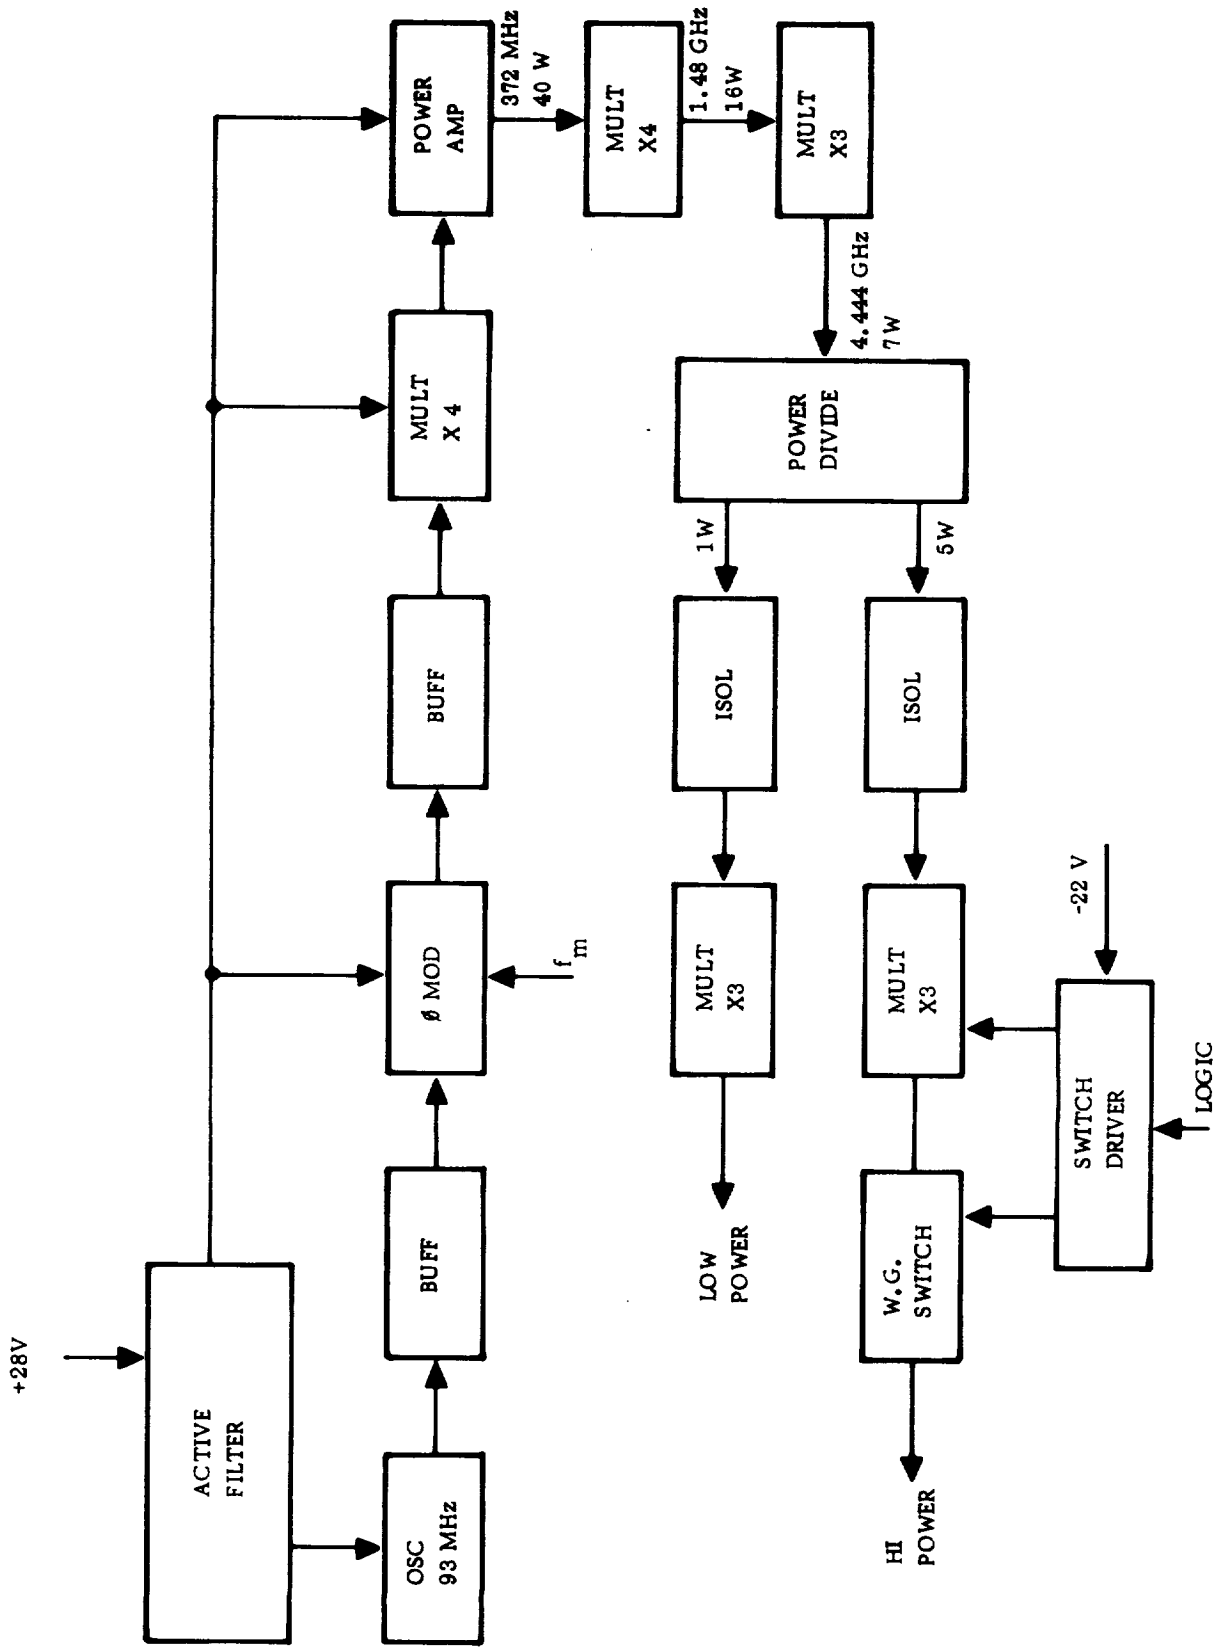 +28V
ACTIVE
FILTER
OSC
93 MHz
BUFF
Ø MOD
f m
BUFF
MULT
X 4
POWER
AMP
372 MHz
40 W
MULT
X4
1.48 GHz
16W
MULT
X3
4.444 GHz
7W
POWER
DIVIDE
1W
5W
ISOL
ISOL
MULT
X3
MULT
X3
LOW
POWER
W.G.
SWITCH
HI
POWER
SWITCH
DRIVER
-22 V
LOGIC